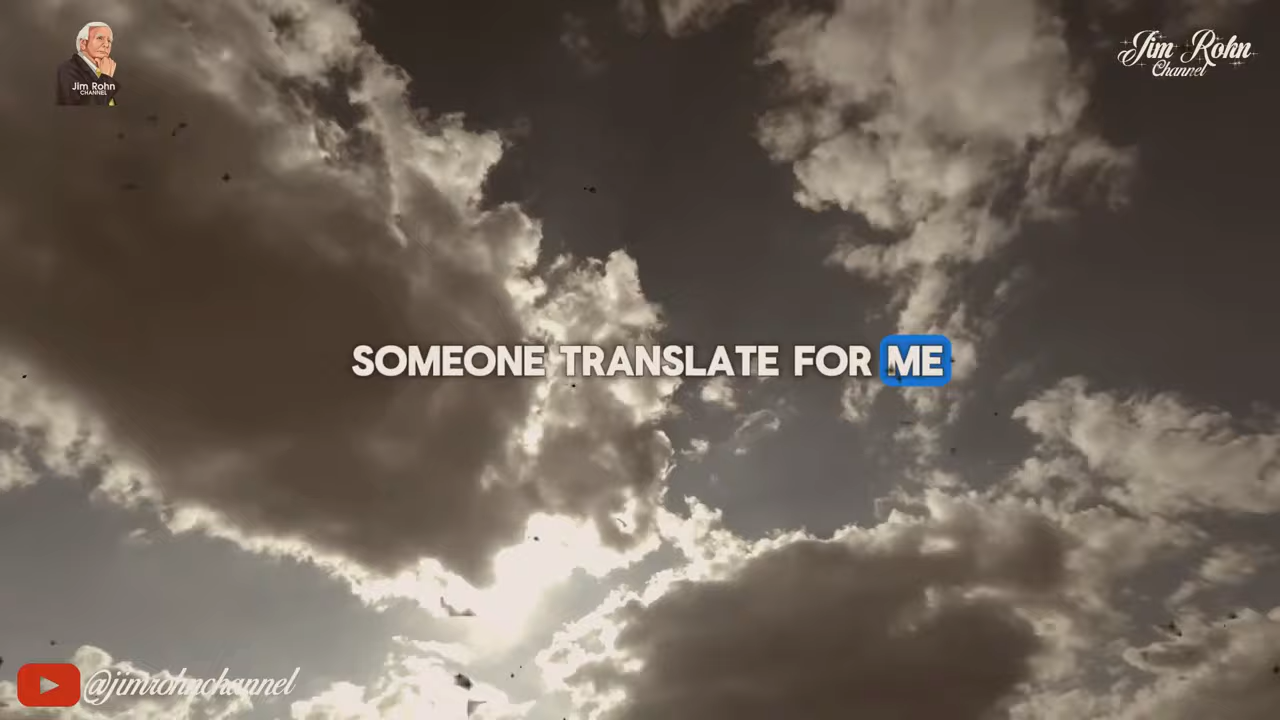 Jim Rohn
CHANNEL
Jim Rohn
Channel
SOMEONE TRANSLATE FOR ME
@jimrohnchannel